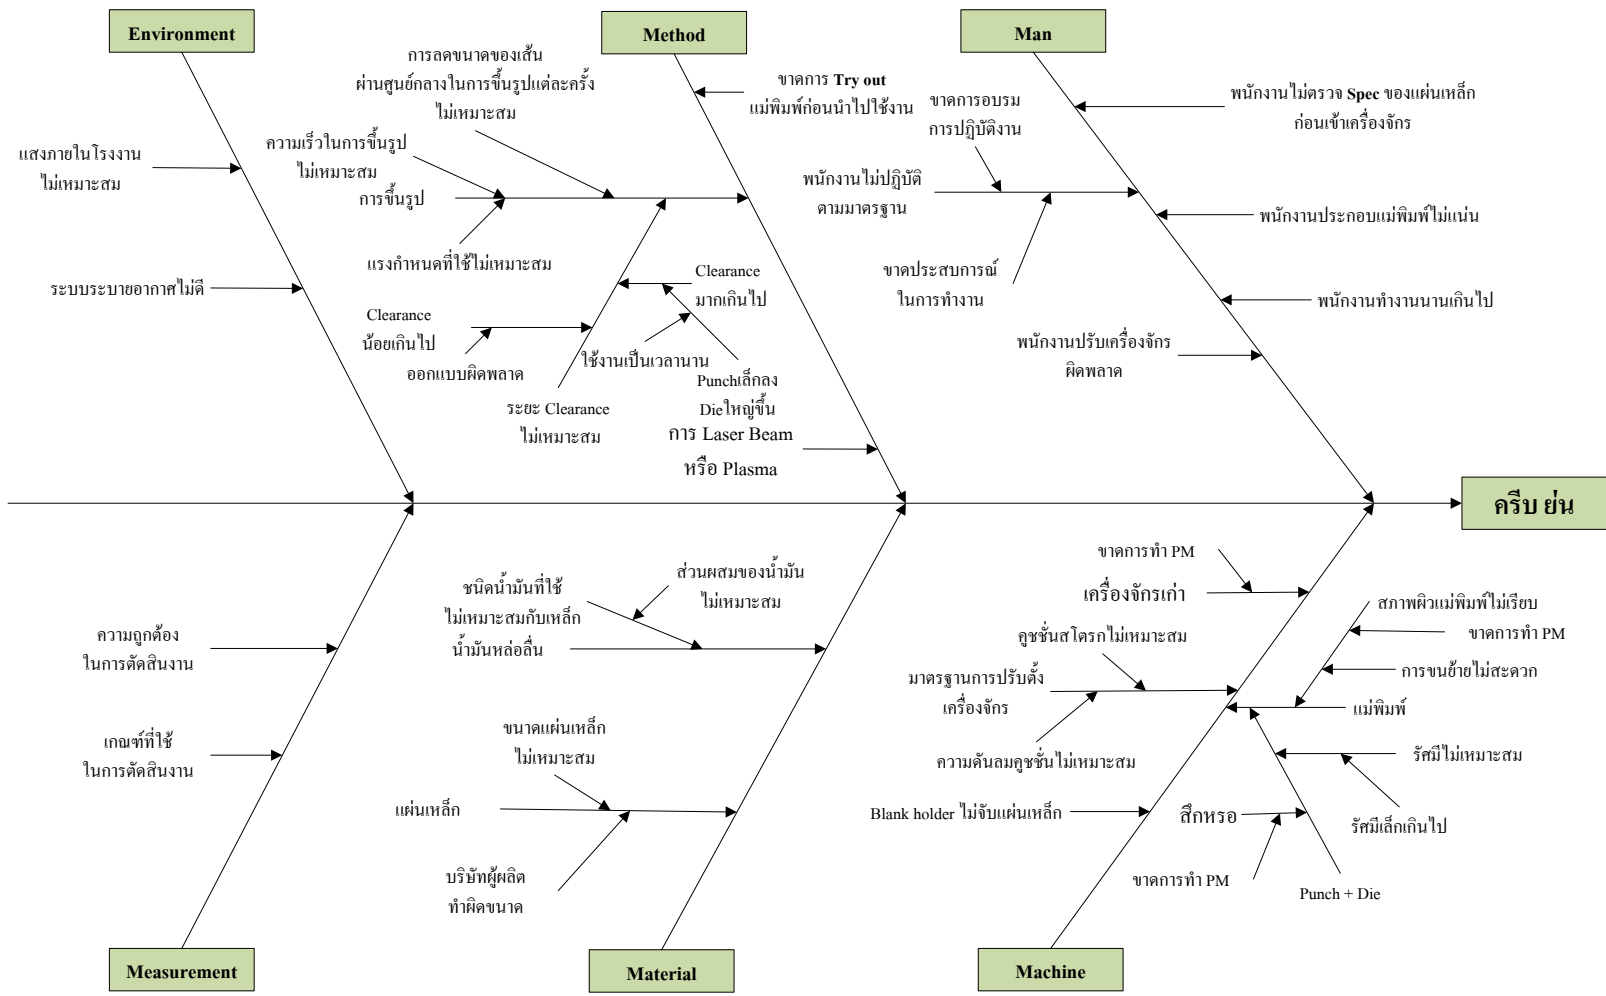 Environment
Method
Man
การลดขนาดของเส้น
ผ่านศูนย์กลางในการขึ้นรูปแต่ละครั้ง
ไม่เหมาะสม
ขาดการ Try out
แม่พิมพ์ก่อนนำไปใช้งาน
ขาดการอบรม
การปฏิบัติงาน
พนักงานไม่ตรวจ Spec ของแผ่นเหล็ก
ก่อนเข้าเครื่องจักร
แสงภายในโรงงาน
ไม่เหมาะสม
ความเร็วในการขึ้นรูป
ไม่เหมาะสม
การขึ้นรูป
พนักงานไม่ปฏิบัติ
ตามมาตรฐาน
พนักงานประกอบแม่พิมพ์ไม่แน่น
แรงกำหนดที่ใช้ไม่เหมาะสม
Clearance
มากเกินไป
ขาดประสบการณ์
ในการทำงาน
ระบบระบายอากาศไม่ดี
พนักงานทำงานนานเกินไป
Clearance
น้อยเกินไป
ออกแบบผิดพลาด
ใช้งานเป็นเวลานาน
พนักงานปรับเครื่องจักร
ผิดพลาด
Punchเล็กลง
Dieใหญ่ขึ้น
ระยะ Clearance
ไม่เหมาะสม
การ Laser Beam
หรือ Plasma
ครีบ ย่น
ขาดการทำ PM
เครื่องจักรเก่า
ชนิดน้ำมันที่ใช้
ไม่เหมาะสมกับเหล็ก
น้ำมันหล่อลื่น
ส่วนผสมของน้ำมัน
ไม่เหมาะสม
สภาพผิวแม่พิมพ์ไม่เรียบ
ขาดการทำ PM
ความถูกต้อง
ในการตัดสินงาน
คูชชั่นสโตรกไม่เหมาะสม
การขนย้ายไม่สะดวก
มาตรฐานการปรับตั้ง
เครื่องจักร
แม่พิมพ์
เกณฑ์ที่ใช้
ในการตัดสินงาน
ขนาดแผ่นเหล็ก
ไม่เหมาะสม
ความดันลมคูชชั่นไม่เหมาะสม
รัศมีไม่เหมาะสม
แผ่นเหล็ก
Blank holder ไม่จับแผ่นเหล็ก
สึกหรอ
รัศมีเล็กเกินไป
บริษัทผู้ผลิต
ทำผิดขนาด
ขาดการทำ PM
Punch + Die
Measurement
Material
Machine